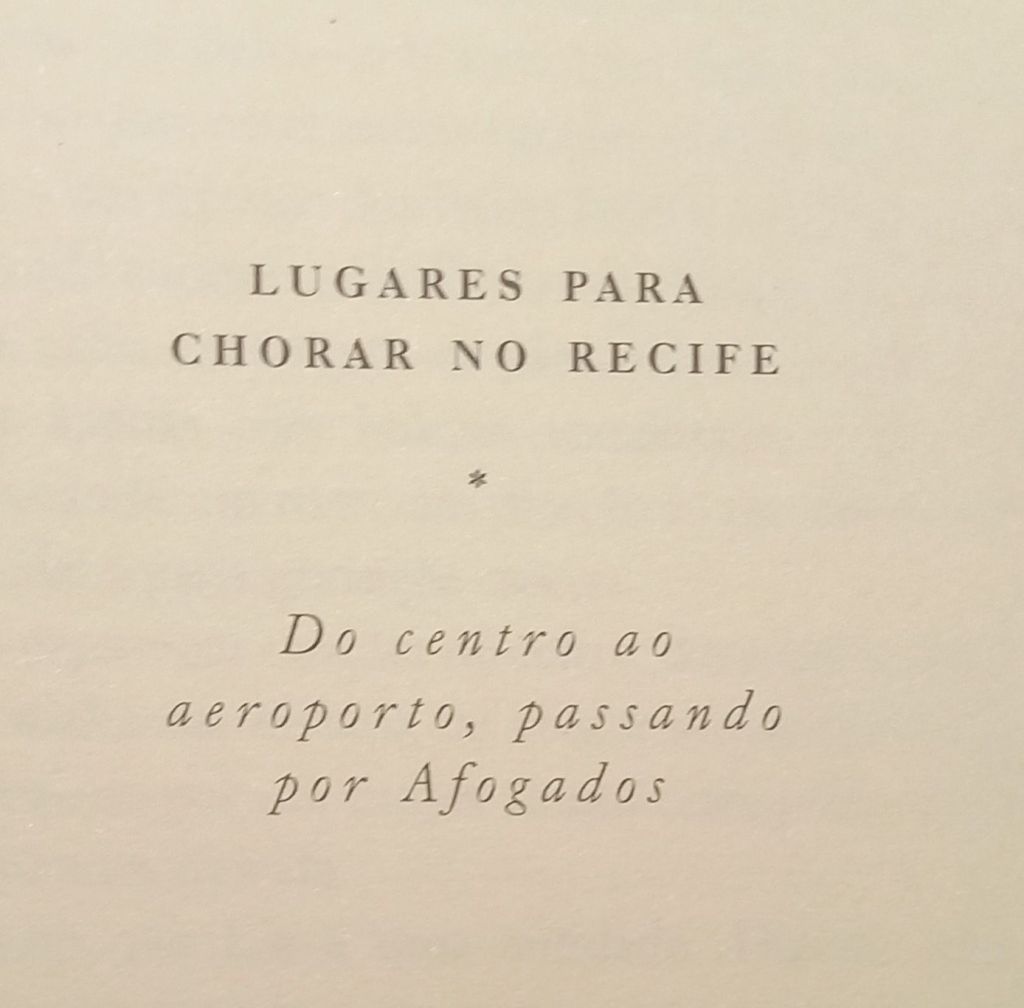 LUGARES PARA
CHORAR NO RECIFE
*
Do centro ao
aeroporto, passando
por Afogados